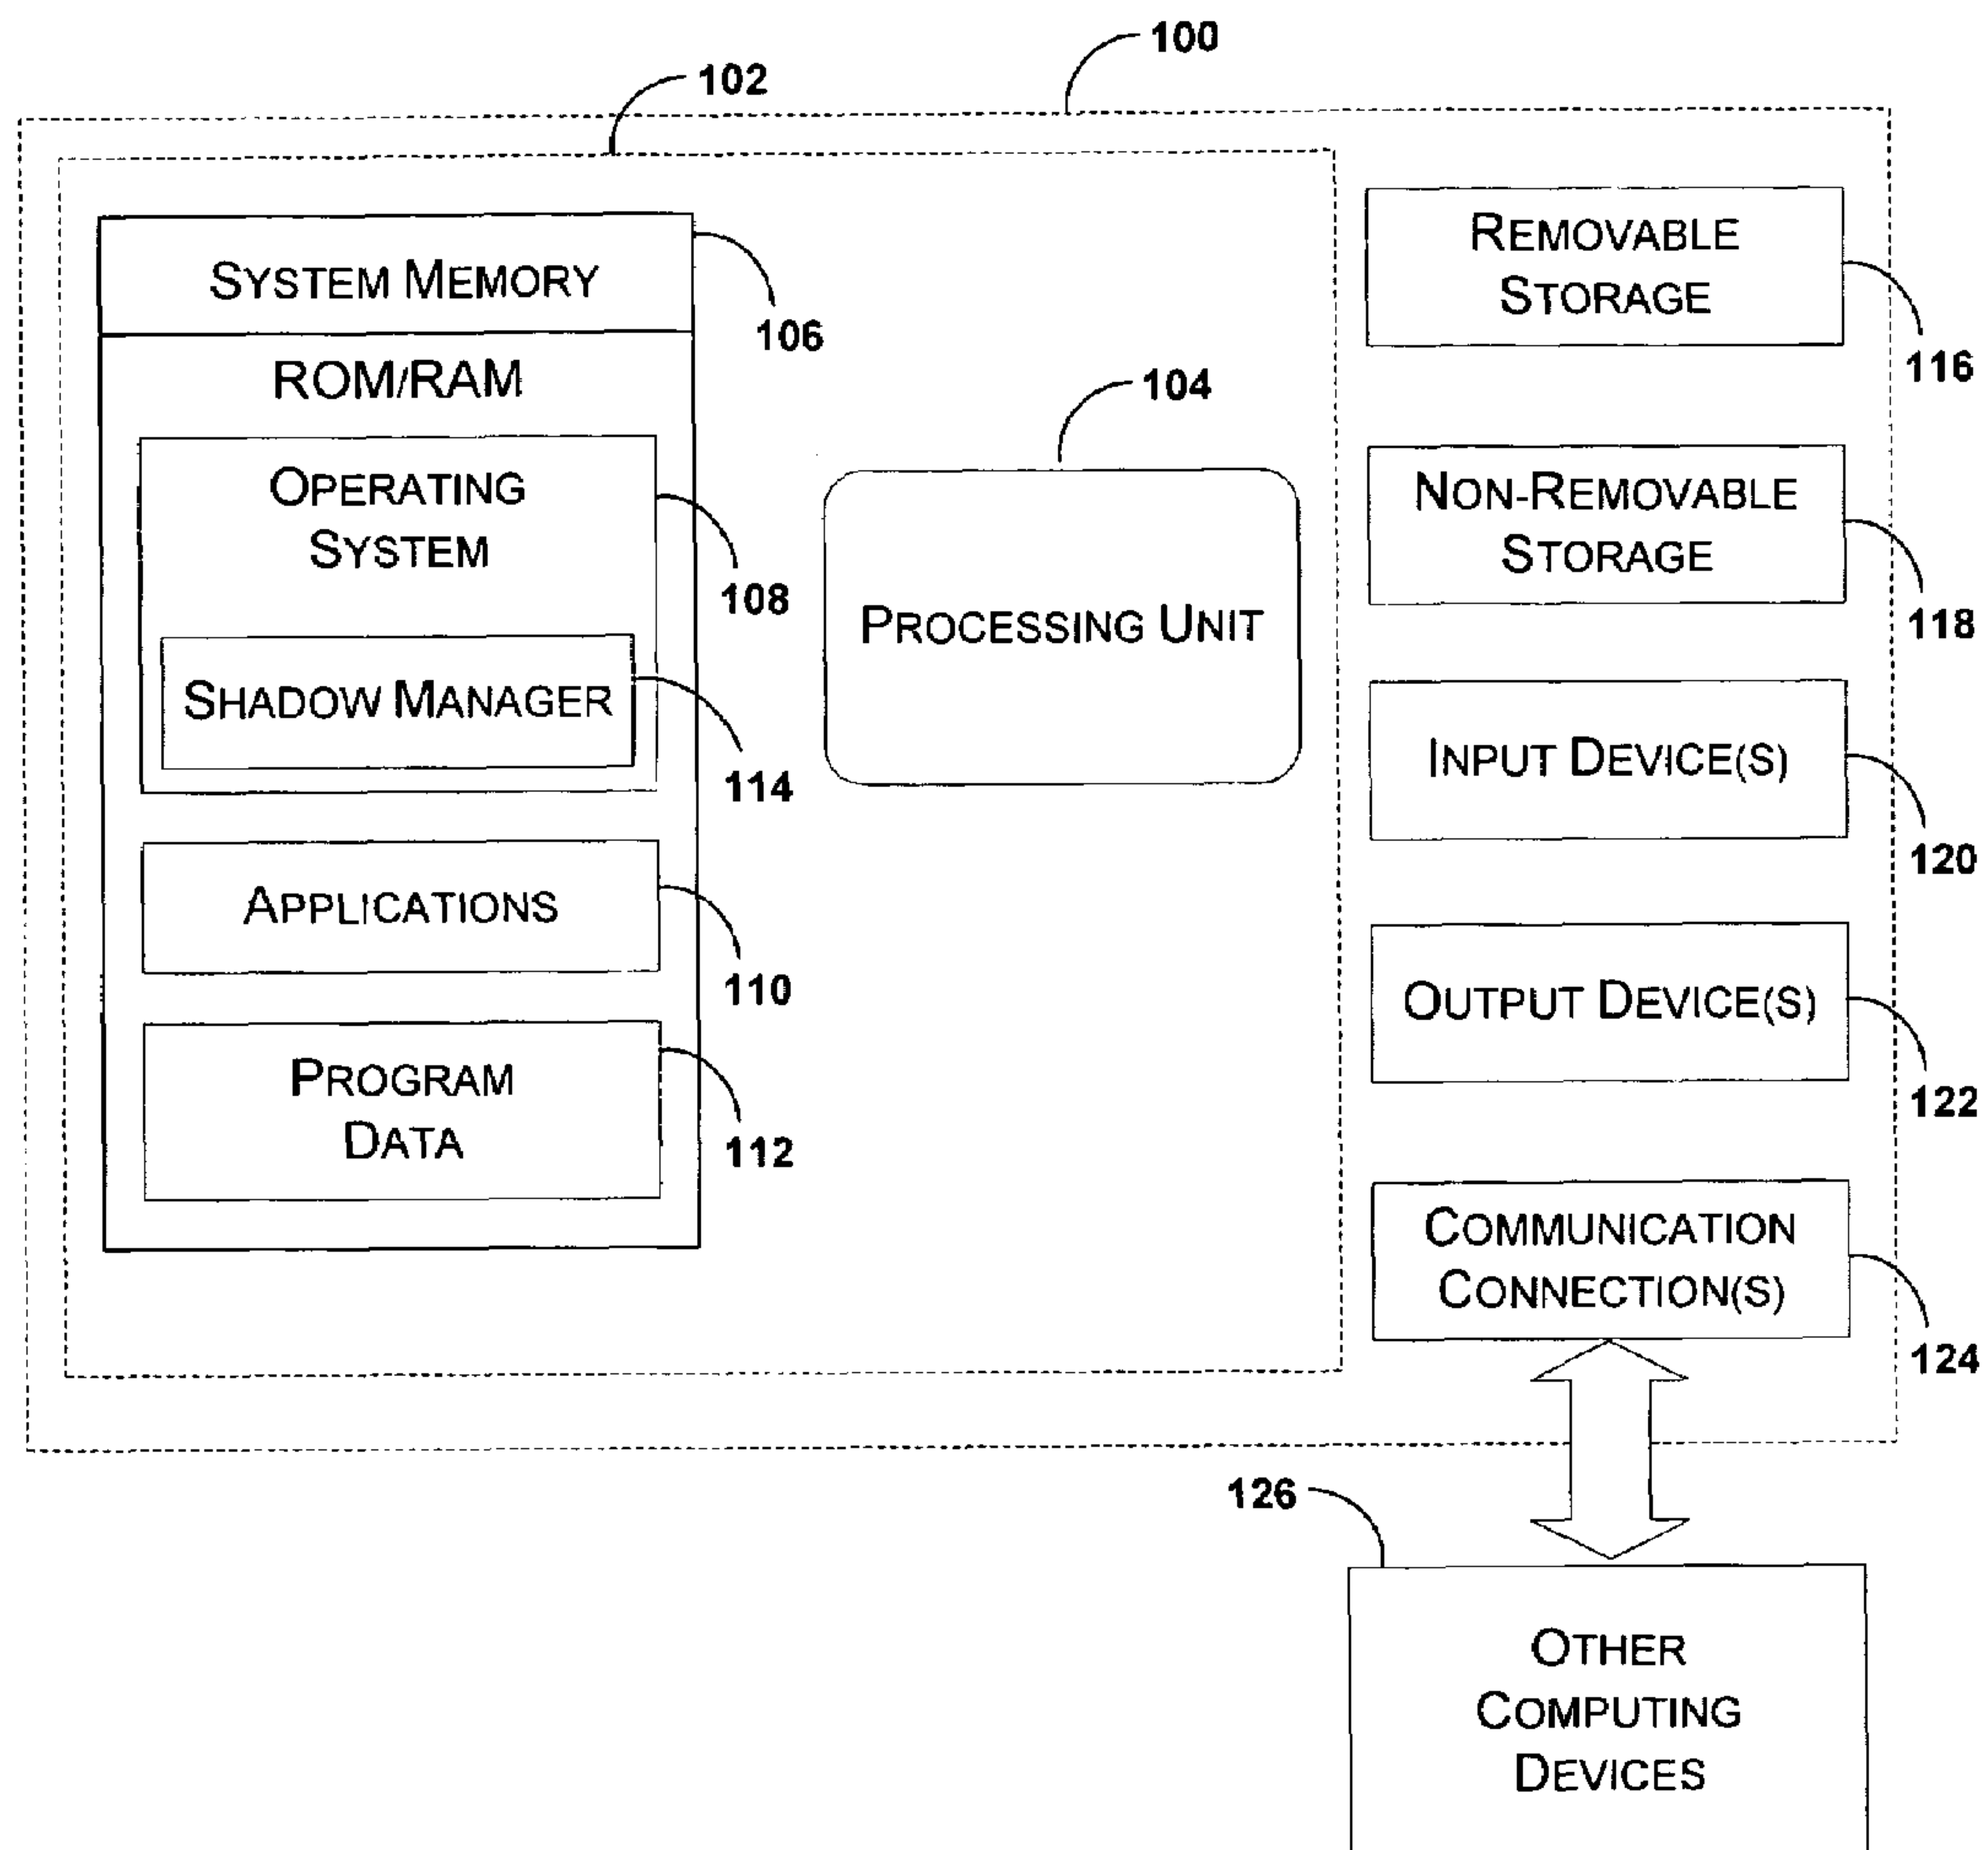 100
102
SYSTEM MEMORY
106
ROM/RAM
OPERATING
SYSTEM
108
SHADOW MANAGER
114
APPLICATIONS
110
PROGRAM
DATA
112
104
PROCESSING UNIT
REMOVABLE
STORAGE
116
NON-REMOVABLE
STORAGE
118
INPUT DEVICE(S)
120
OUTPUT DEVICE(S)
122
COMMUNICATION
CONNECTION(S)
124
126
OTHER
COMPUTING
DEVICES